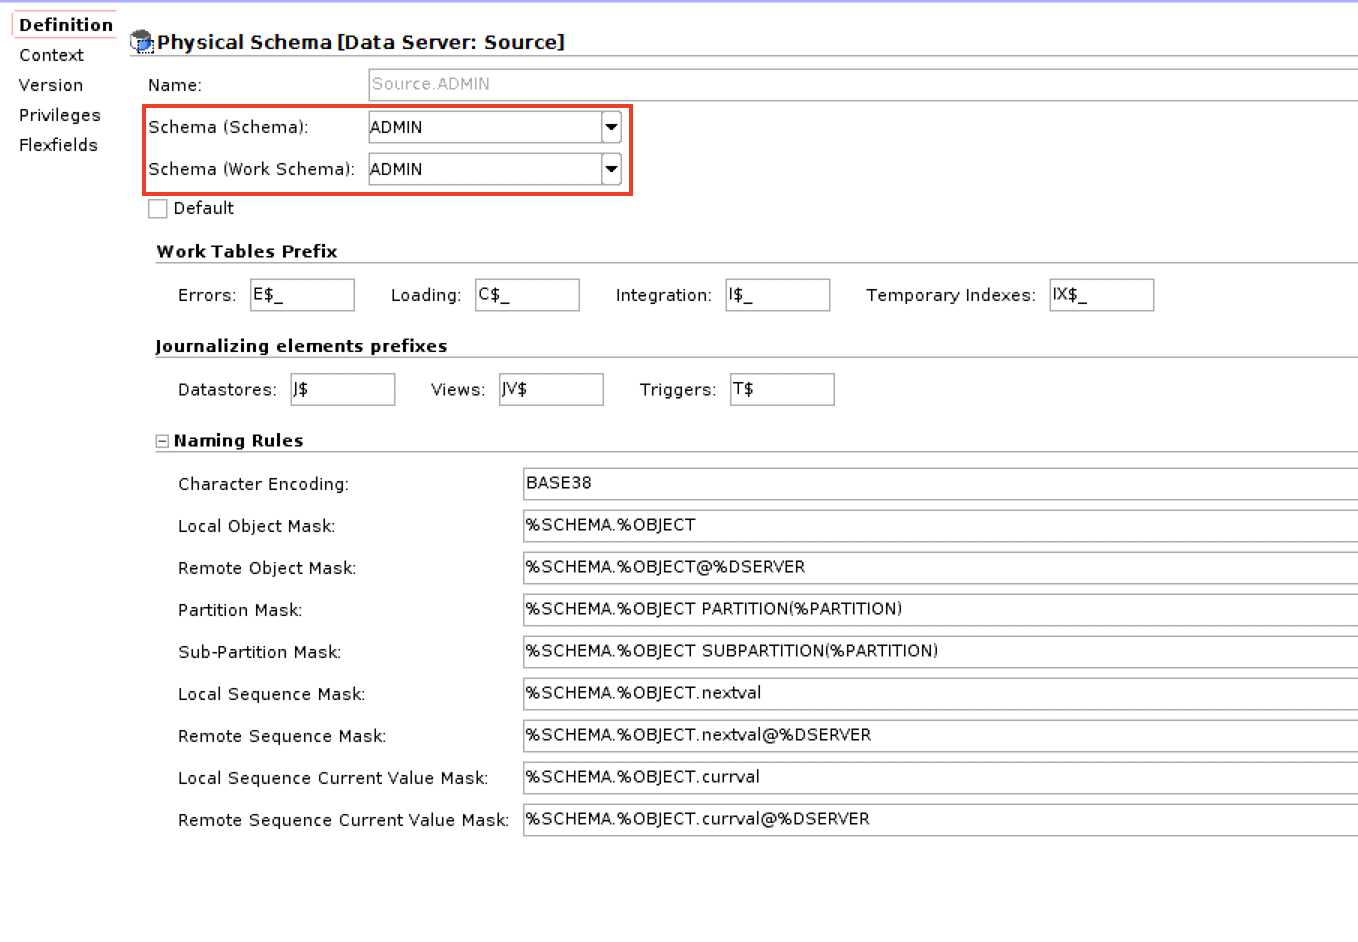 Definition
Context
Version
Privileges
Flexfields
Physical Schema [Data Server: Source]
Name: Source.ADMIN
Schema (Schema): ADMIN
Schema (Work Schema): ADMIN
Default
Work Tables Prefix
Errors: E$_ Loading: C$_ Integration: I$_ Temporary Indexes: IX$_
Journalizing elements prefixes
Datastores: J$ Views: JV$ Triggers: T$
Naming Rules
Character Encoding: BASE38
Local Object Mask: %SCHEMA.%OBJECT
Remote Object Mask: %SCHEMA.%OBJECT@%DSERVER
Partition Mask: %SCHEMA.%OBJECT PARTITION(%PARTITION)
Sub-Partition Mask: %SCHEMA.%OBJECT SUBPARTITION(%PARTITION)
Local Sequence Mask: %SCHEMA.%OBJECT.nextval
Remote Sequence Mask: %SCHEMA.%OBJECT.nextval@%DSERVER
Local Sequence Current Value Mask: %SCHEMA.%OBJECT.currval
Remote Sequence Current Value Mask: %SCHEMA.%OBJECT.currval@%DSERVER